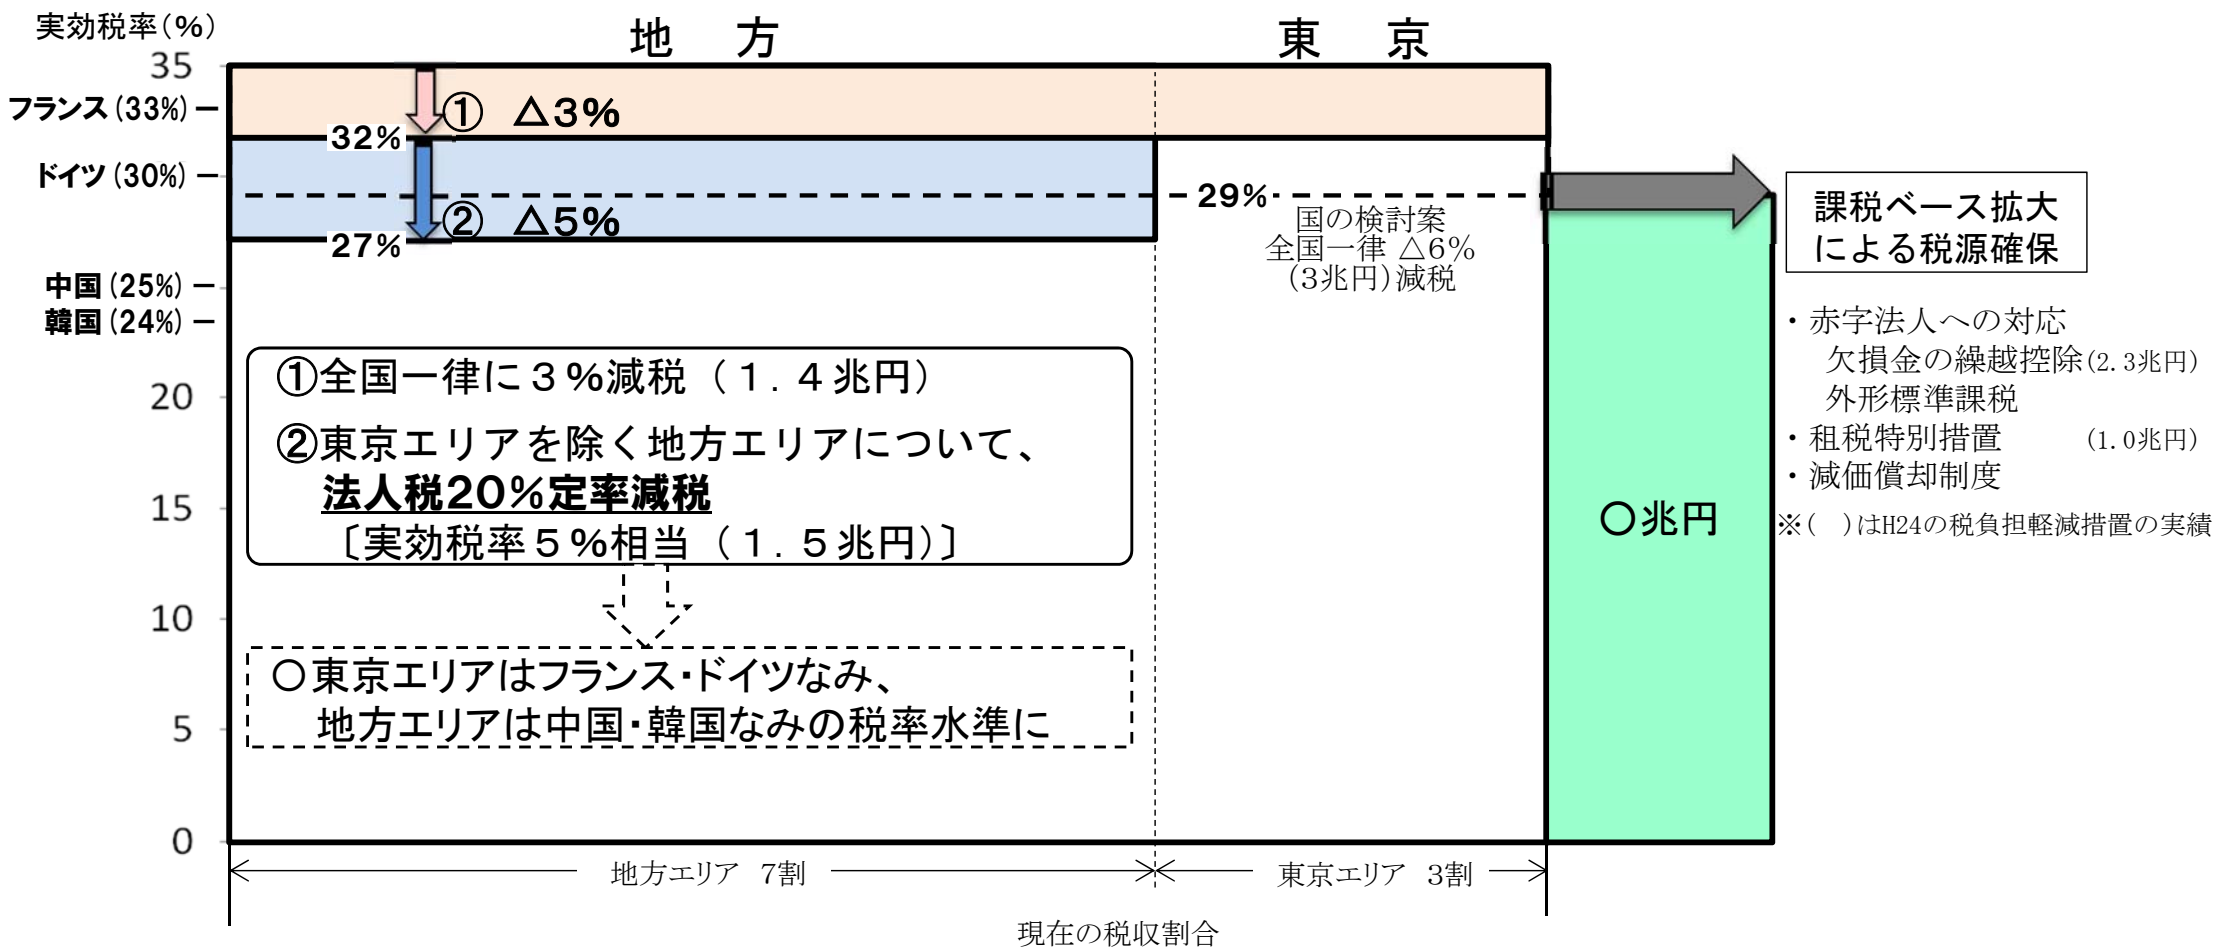 実効税率(%)
地 方
東 京
35
フランス(33%)
① △3%
32%
ドイツ(30%)
29%
② △5%
27%
国の検討案
全国一律 △6%
(3兆円)減税
課税ベース拡大
による税源確保
中国(25%)
韓国(24%)
・赤字法人への対応
欠損金の繰越控除(2.3兆円)
外形標準課税
・租税特別措置 (1.0兆円)
・減価償却制度
※( )はH24の税負担軽減措置の実績
①全国一律に3%減税(1.4兆円)
②東京エリアを除く地方エリアについて、
法人税20%定率減税
〔実効税率5%相当(1.5兆円)〕
20
15
〇兆円
10
〇東京エリアはフランス・ドイツなみ、
地方エリアは中国・韓国なみの税率水準に
5
0
地方エリア 7割
東京エリア 3割
現在の税収割合